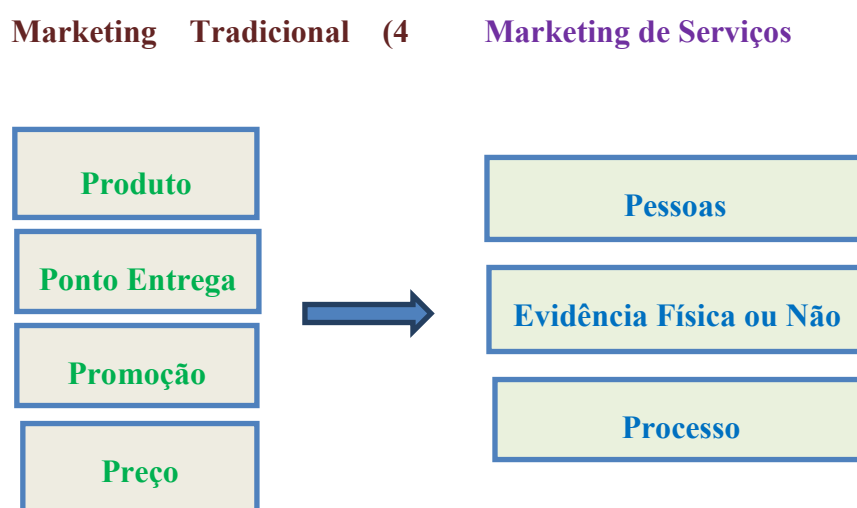 Marketing Tradicional (4
Marketing de Serviços
Produto
Ponto Entrega
Promoção
Preço
Pessoas
Evidência Física ou Não
Processo